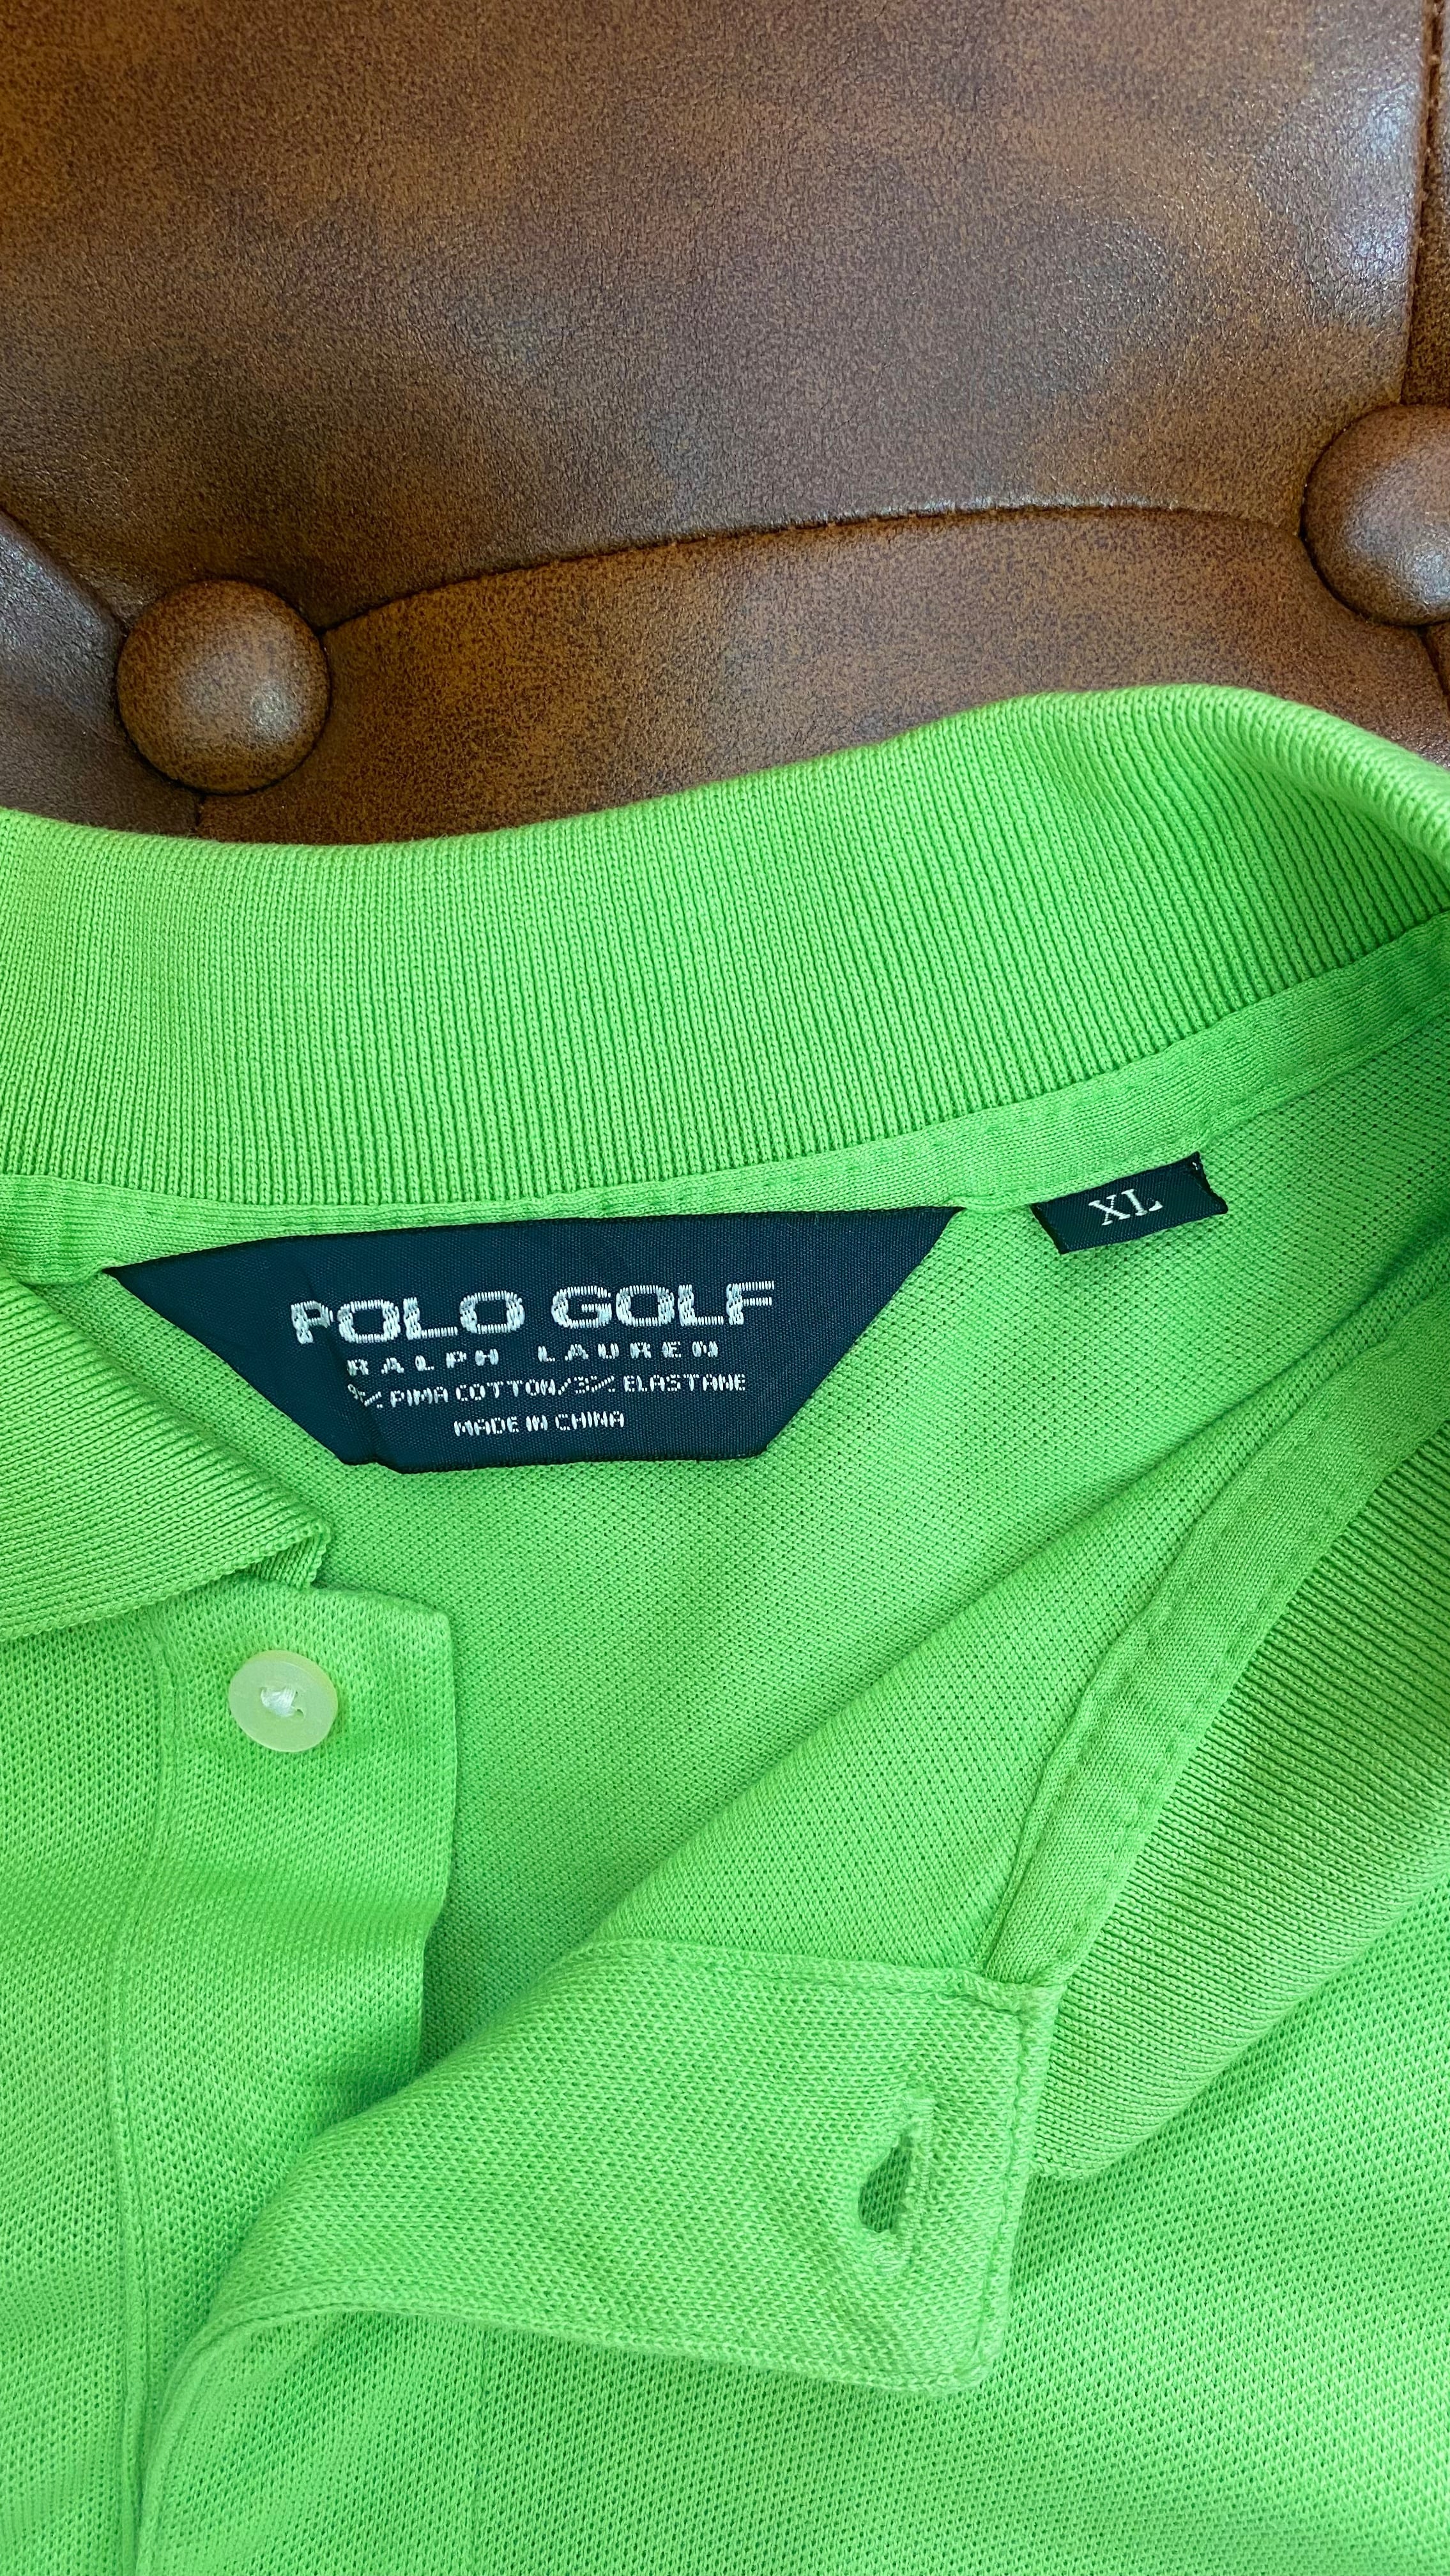 POLO GOLF
RALPH LAUREN
PIMA COTTON/3% ELASTANE
MADE IN CHINA
XL